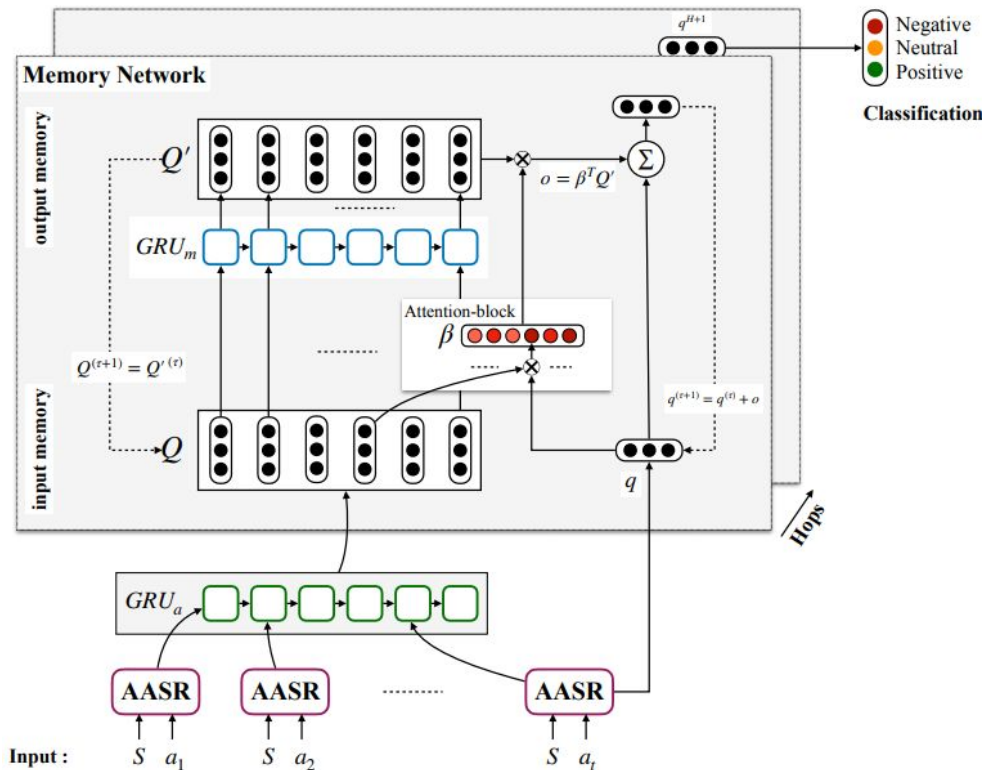 q^{H+1}
Negative
Neutral
Positive
Classification
Memory Network
output memory
Q′
o = β^T Q′
Σ
GRU_m
Attention-block
β
Q^{(τ+1)} = Q′^{(τ)}
q^{(τ+1)} = q^{(τ)} + o
input memory
Q
q
Hops
GRU_a
AASR
AASR
AASR
Input : S a_1 S a_2 S a_t